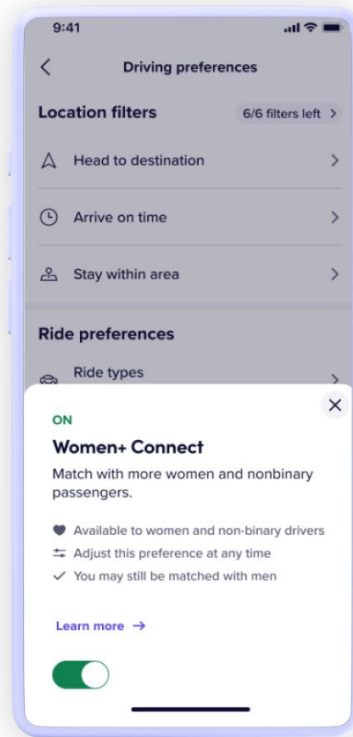 9:41
Driving preferences
Location filters
6/6 filters left >
Head to destination
Arrive on time
Stay within area
Ride preferences
Ride types
ON
Women+ Connect
Match with more women and nonbinary
passengers.
Available to women and non-binary drivers
Adjust this preference at any time
You may still be matched with men
Learn more →